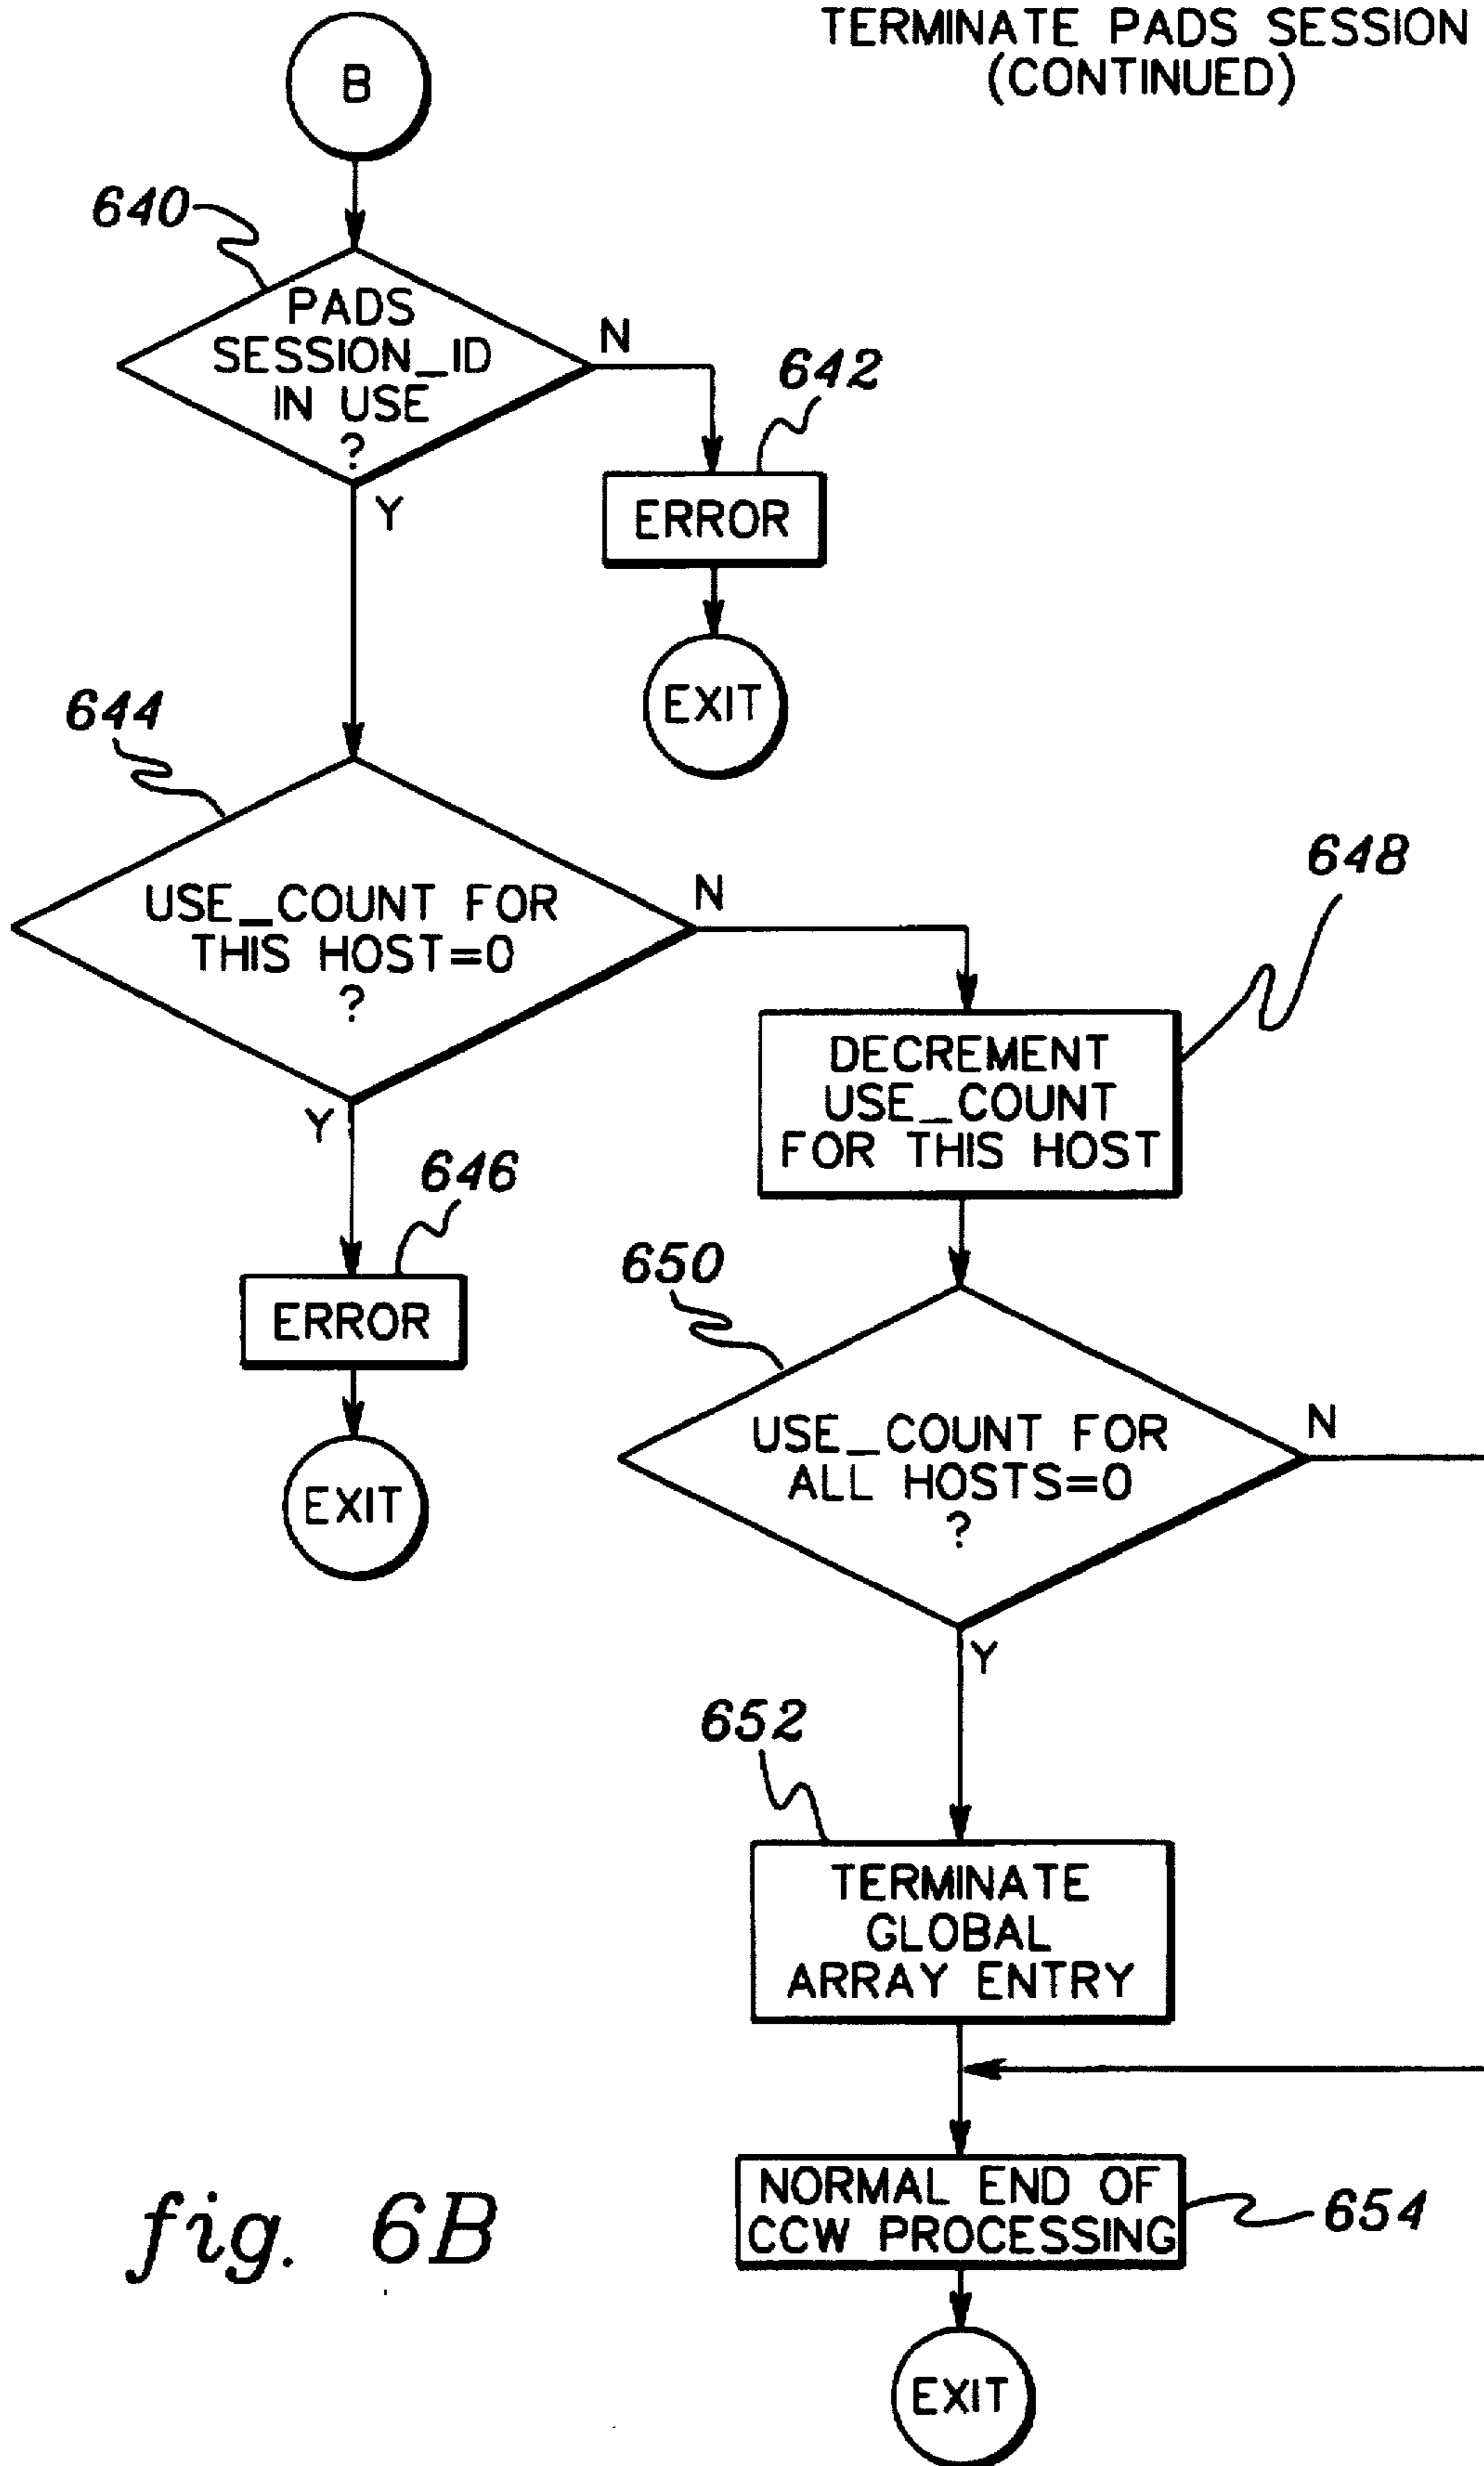 TERMINATE PADS SESSION
(CONTINUED)
B
640
PADS
SESSION_ID
IN USE
?
N
Y
642
ERROR
EXIT
644
USE_COUNT FOR
THIS HOST=0
?
N
Y
648
DECREMENT
USE_COUNT
FOR THIS HOST
646
ERROR
EXIT
650
USE_COUNT FOR
ALL HOSTS=0
?
N
Y
652
TERMINATE
GLOBAL
ARRAY ENTRY
NORMAL END OF
CCW PROCESSING
654
EXIT
fig. 6B